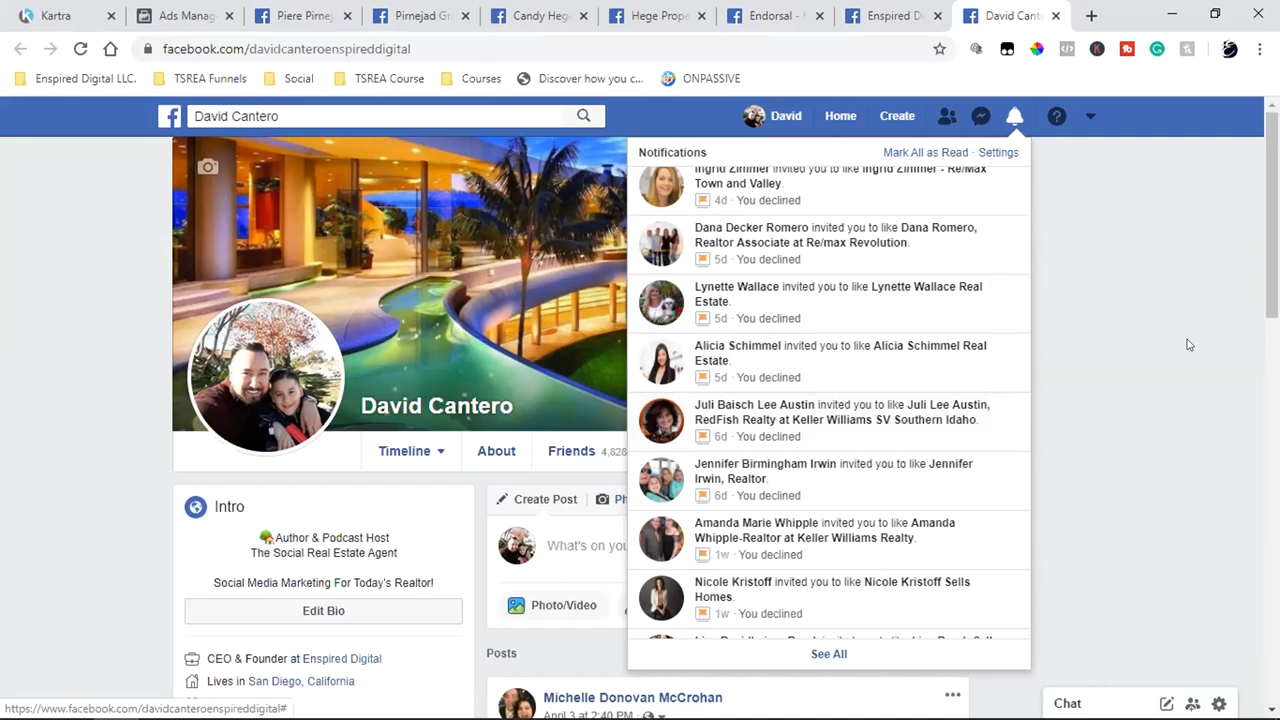 Kartra
Ads Manag
Piere Pirnej
Pirnejad Gr
Candy Heg
Hege Prope
Endorsal -
Enspired Di
David Cant
facebook.com/davidcanteroenspireddigital
Enspired Digital LLC.
TSREA Funnels
Social
TSREA Course
Courses
Discover how you c...
ONPASSIVE
David Cantero
David
Home
Create
Notifications
Mark All as Read · Settings
Ingrid Zimmer invited you to like Ingrid Zimmer - Re/Max
Town and Valley.
4d · You declined
Dana Decker Romero invited you to like Dana Romero,
Realtor Associate at Re/max Revolution.
5d · You declined
Lynette Wallace invited you to like Lynette Wallace Real
Estate.
5d · You declined
Alicia Schimmel invited you to like Alicia Schimmel Real
Estate.
5d · You declined
Juli Baisch Lee Austin invited you to like Juli Lee Austin,
RedFish Realty at Keller Williams SV Southern Idaho.
6d · You declined
Jennifer Birmingham Irwin invited you to like Jennifer
Irwin, Realtor.
6d · You declined
Amanda Marie Whipple invited you to like Amanda
Whipple-Realtor at Keller Williams Realty.
1w · You declined
Nicole Kristoff invited you to like Nicole Kristoff Sells
Homes.
1w · You declined
See All
David Cantero
Timeline
About
Friends 4,828
Intro
Author & Podcast Host
The Social Real Estate Agent
Social Media Marketing For Today's Realtor!
Edit Bio
CEO & Founder at Enspired Digital
Lives in San Diego, California
Create Post
Ph
What's on you
Photo/Video
Posts
Michelle Donovan McCrohan
April 3 at 2:40 PM ·
Chat
https://www.facebook.com/davidcanteroenspireddigital#